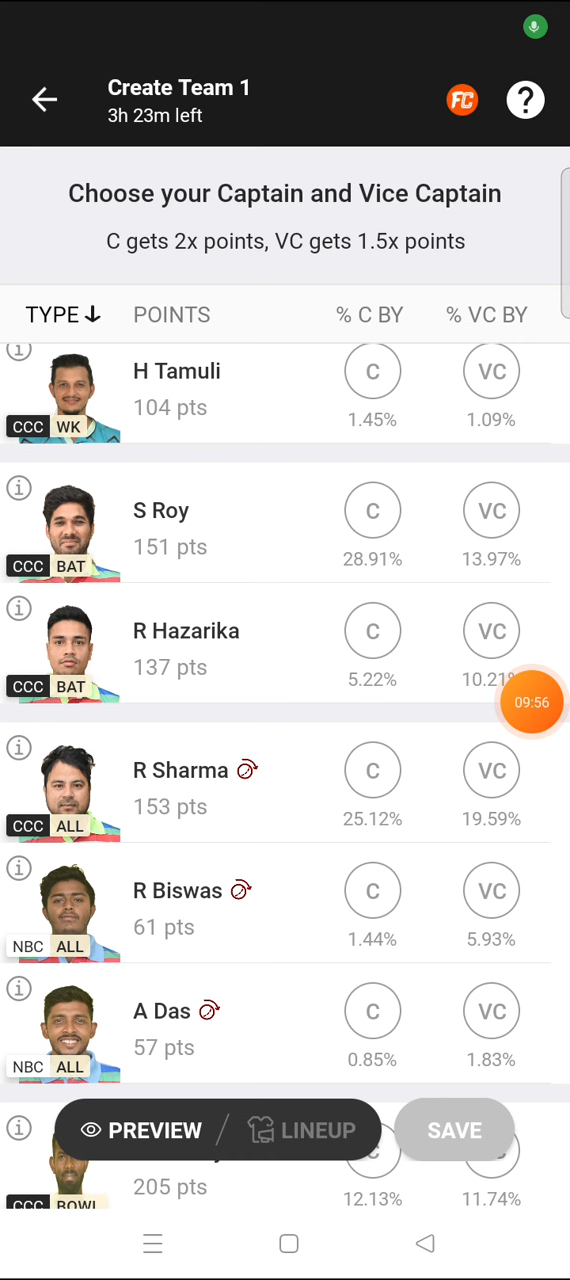 Create Team 1
3h 23m left
FC
?
Choose your Captain and Vice Captain
C gets 2x points, VC gets 1.5x points
TYPE POINTS % C BY % VC BY
H Tamuli
104 pts
C
VC
CCC WK
1.45%
1.09%
S Roy
151 pts
C
VC
CCC BAT
28.91%
13.97%
R Hazarika
137 pts
C
VC
CCC BAT
5.22%
09:56
R Sharma
153 pts
C
VC
CCC ALL
25.12%
19.59%
R Biswas
61 pts
C
VC
NBC ALL
1.44%
5.93%
A Das
57 pts
C
VC
NBC ALL
0.85%
1.83%
PREVIEW / LINEUP
SAVE
205 pts
CCC BOWL
12.13%
11.74%